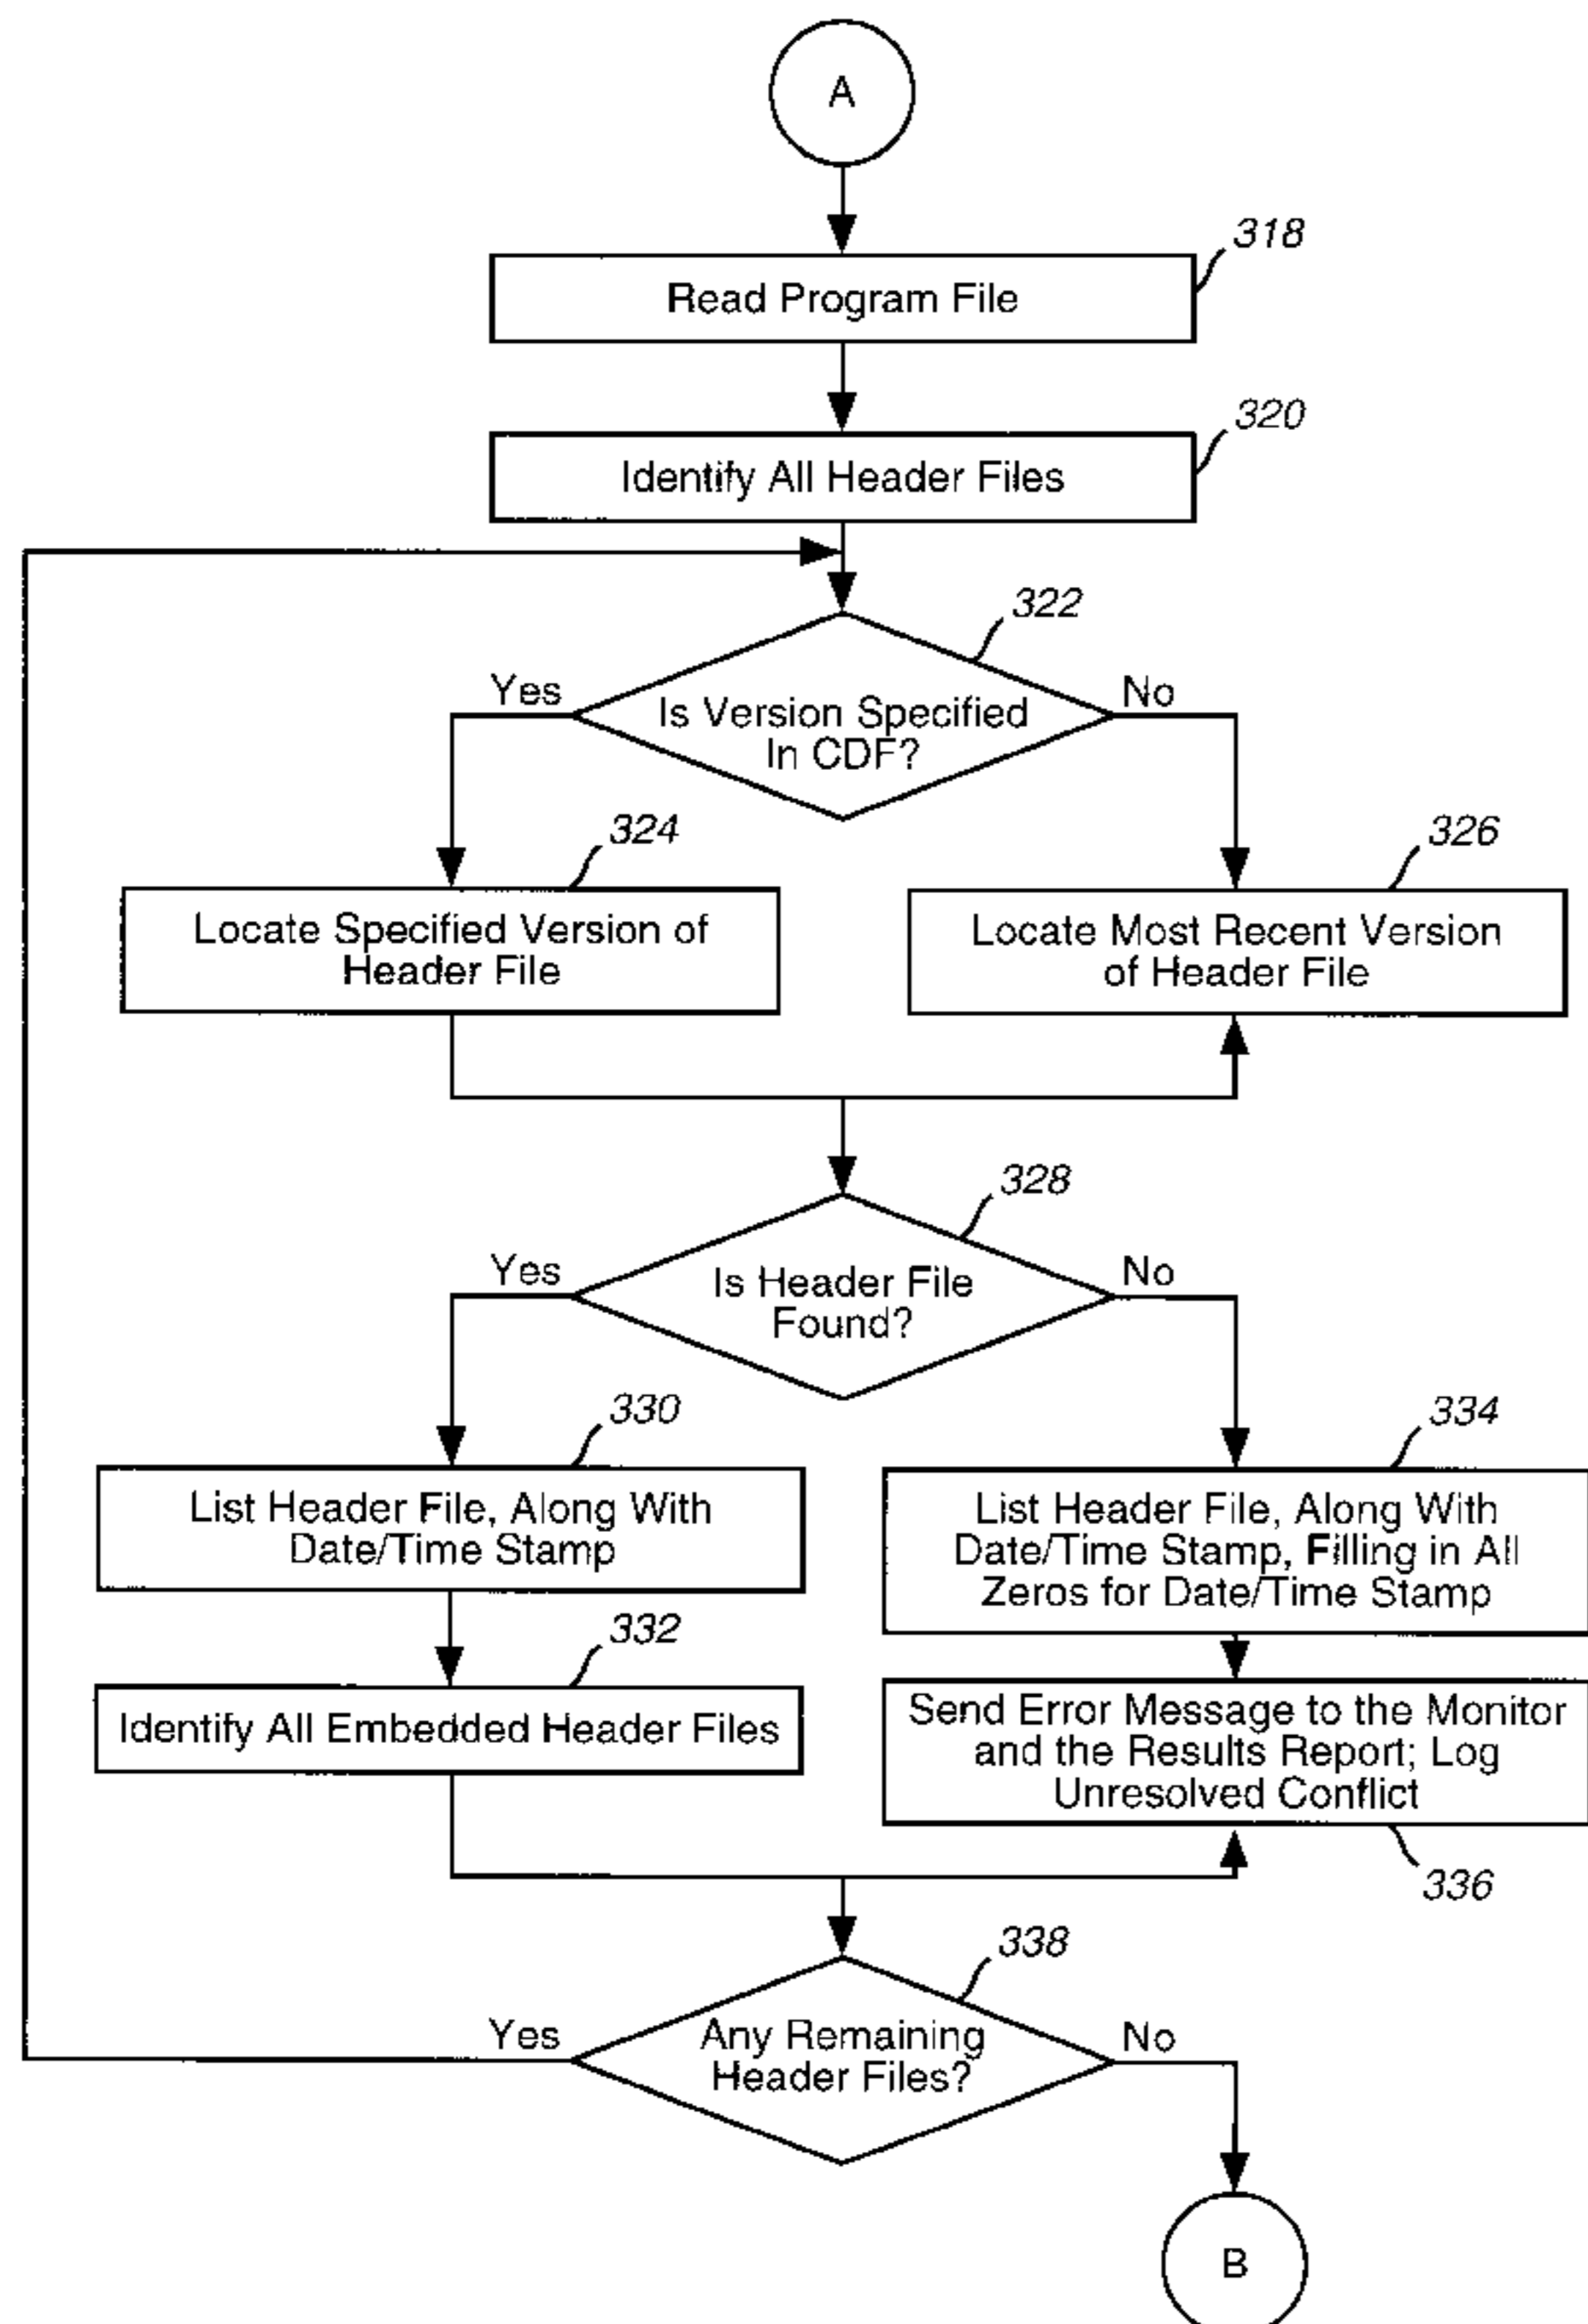 A
318
Read Program File
320
Identify All Header Files
322
Yes
No
Is Version Specified
In CDF?
324
326
Locate Specified Version of
Header File
Locate Most Recent Version
of Header File
328
Yes
No
Is Header File
Found?
330
334
List Header File, Along With
Date/Time Stamp
List Header File, Along With
Date/Time Stamp, Filling in All
Zeros for Date/Time Stamp
332
Identify All Embedded Header Files
Send Error Message to the Monitor
and the Results Report; Log
Unresolved Conflict
336
338
Yes
No
Any Remaining
Header Files?
B